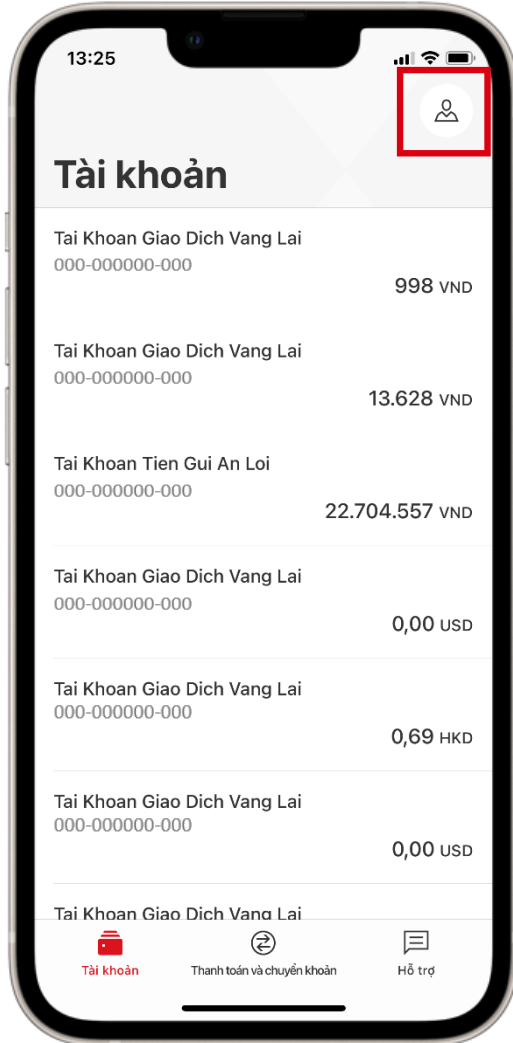 13:25
Tài khoản
Tai Khoan Giao Dich Vang Lai
000-000000-000
998 VND
Tai Khoan Giao Dich Vang Lai
000-000000-000
13.628 VND
Tai Khoan Tien Gui An Loi
000-000000-000
22.704.557 VND
Tai Khoan Giao Dich Vang Lai
000-000000-000
0,00 USD
Tai Khoan Giao Dich Vang Lai
000-000000-000
0,69 HKD
Tai Khoan Giao Dich Vang Lai
000-000000-000
0,00 USD
Tai Khoan Giao Dich Vang Lai
Tài khoản
Thanh toán và chuyển khoản
Hỗ trợ